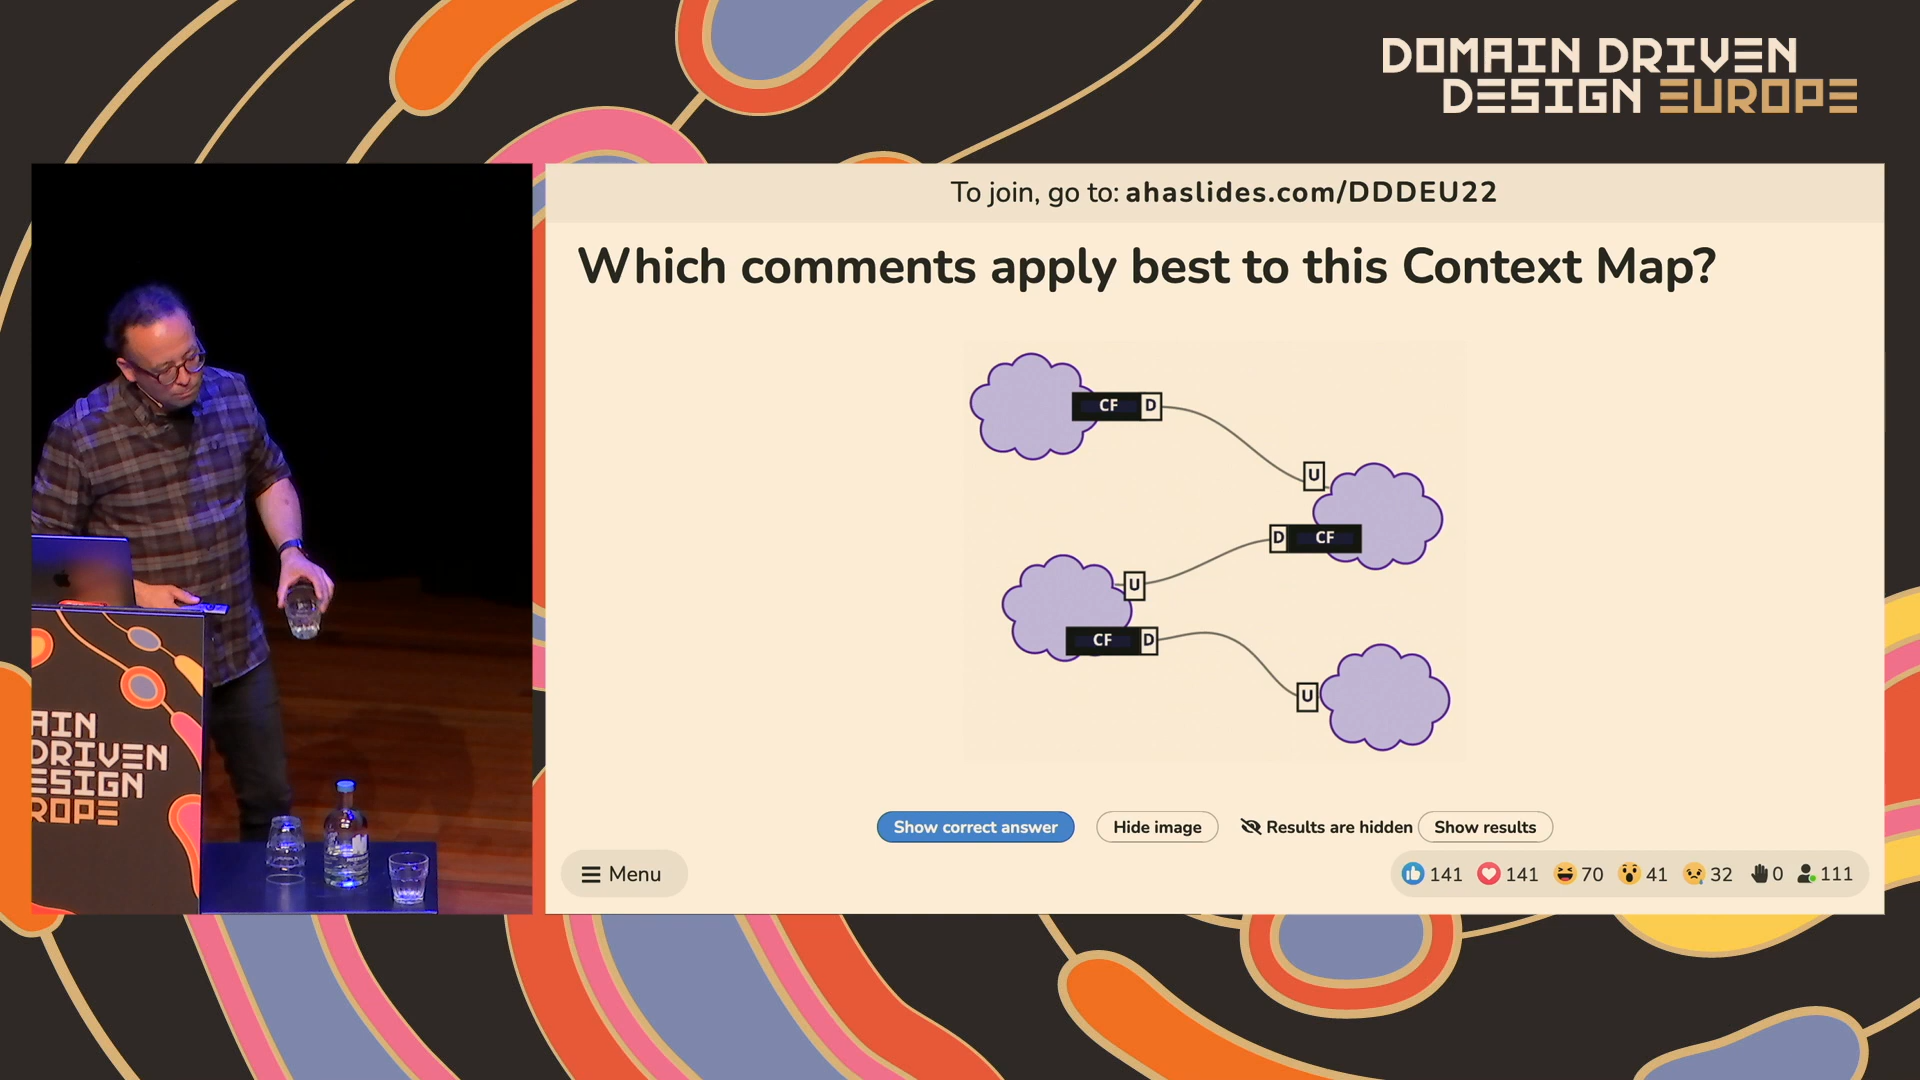 DOMAIN DRIVEN
DESIGN EUROPE
To join, go to: ahaslides.com/DDDEU22
Which comments apply best to this Context Map?
CF D
U
D CF
U
CF D
U
AIN
DRIVEN
ESIGN
ROPE
Show correct answer
Hide image
Results are hidden
Show results
Menu
141
141
70
41
32
0
111